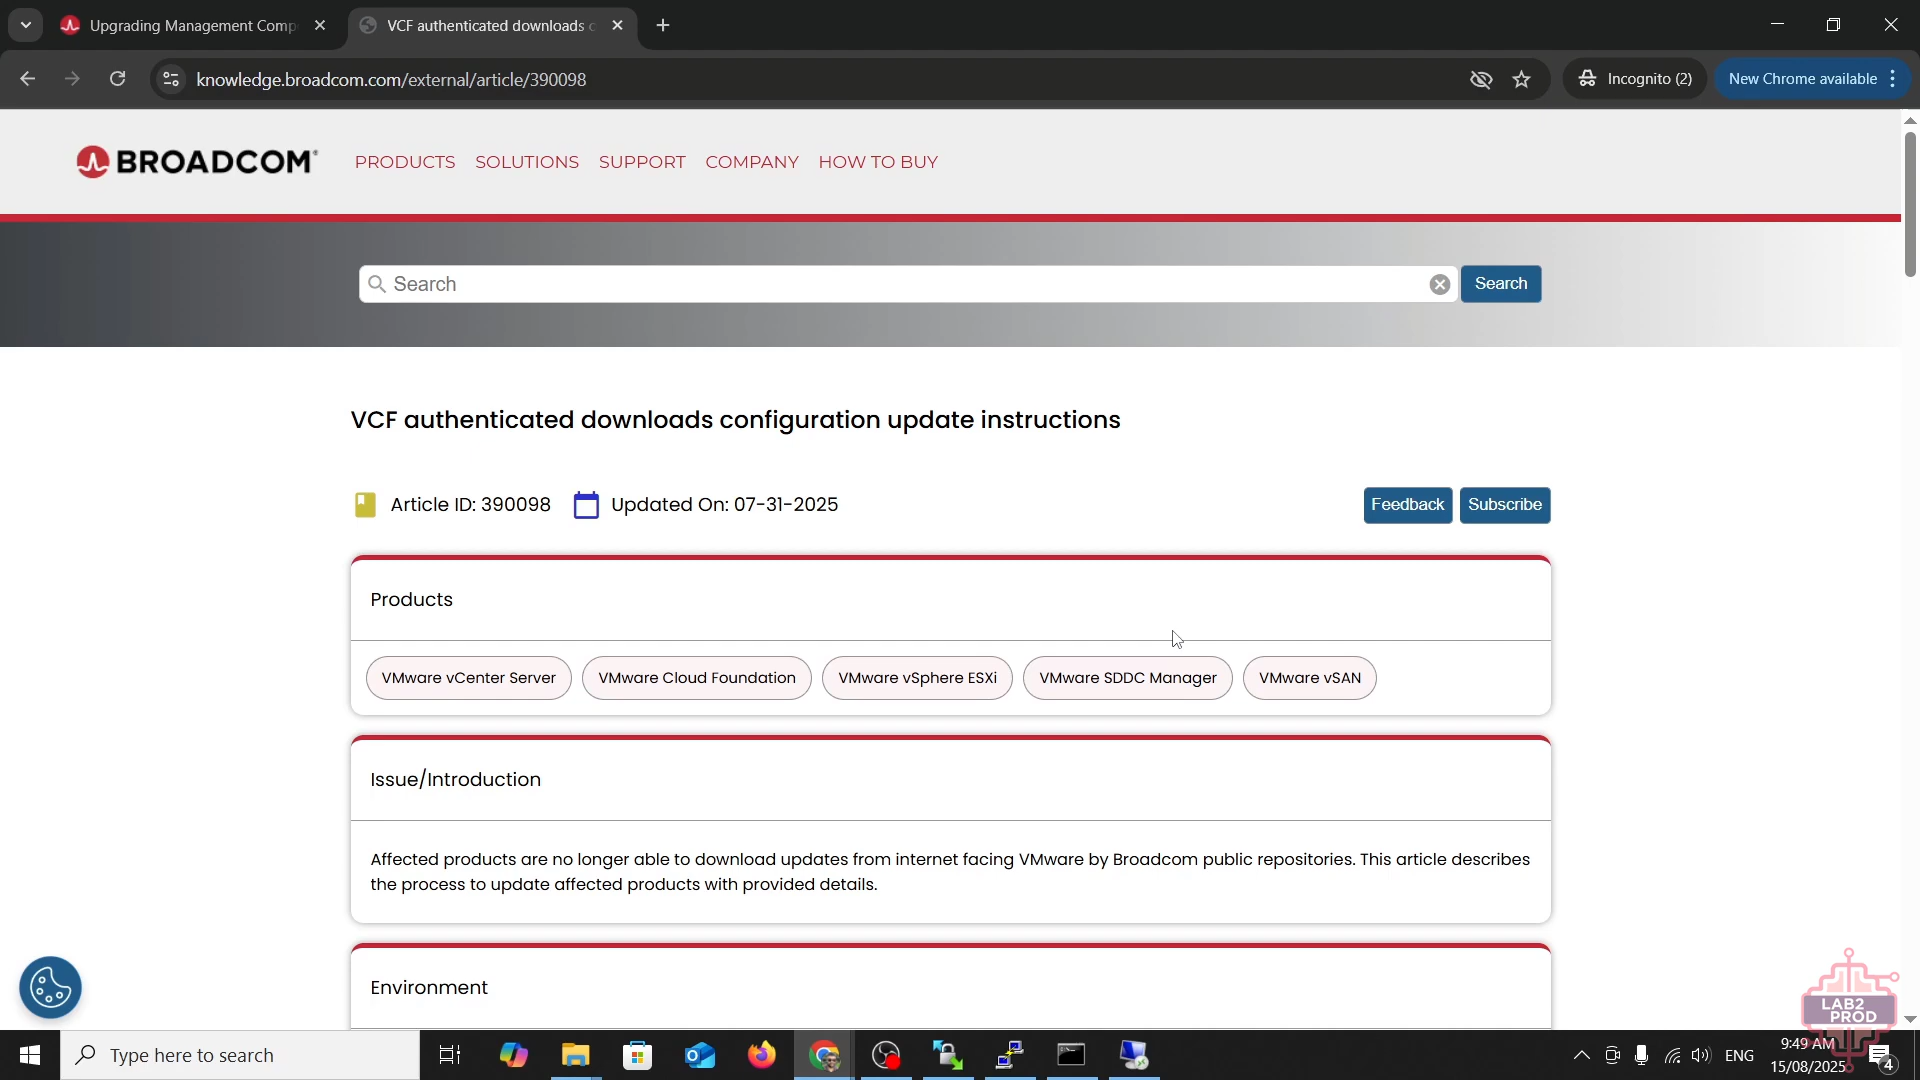 Upgrading Management Comp
VCF authenticated downloads c
knowledge.broadcom.com/external/article/390098
Incognito (2)
New Chrome available
BROADCOM
PRODUCTS SOLUTIONS SUPPORT COMPANY HOW TO BUY
Search
Search
VCF authenticated downloads configuration update instructions
Article ID: 390098
Updated On: 07-31-2025
Feedback
Subscribe
Products
VMware vCenter Server
VMware Cloud Foundation
VMware vSphere ESXi
VMware SDDC Manager
VMware vSAN
Issue/Introduction
Affected products are no longer able to download updates from internet facing VMware by Broadcom public repositories. This article describes
the process to update affected products with provided details.
Environment
LAB2
PROD
Type here to search
ENG
9:49 AM
15/08/2025
4